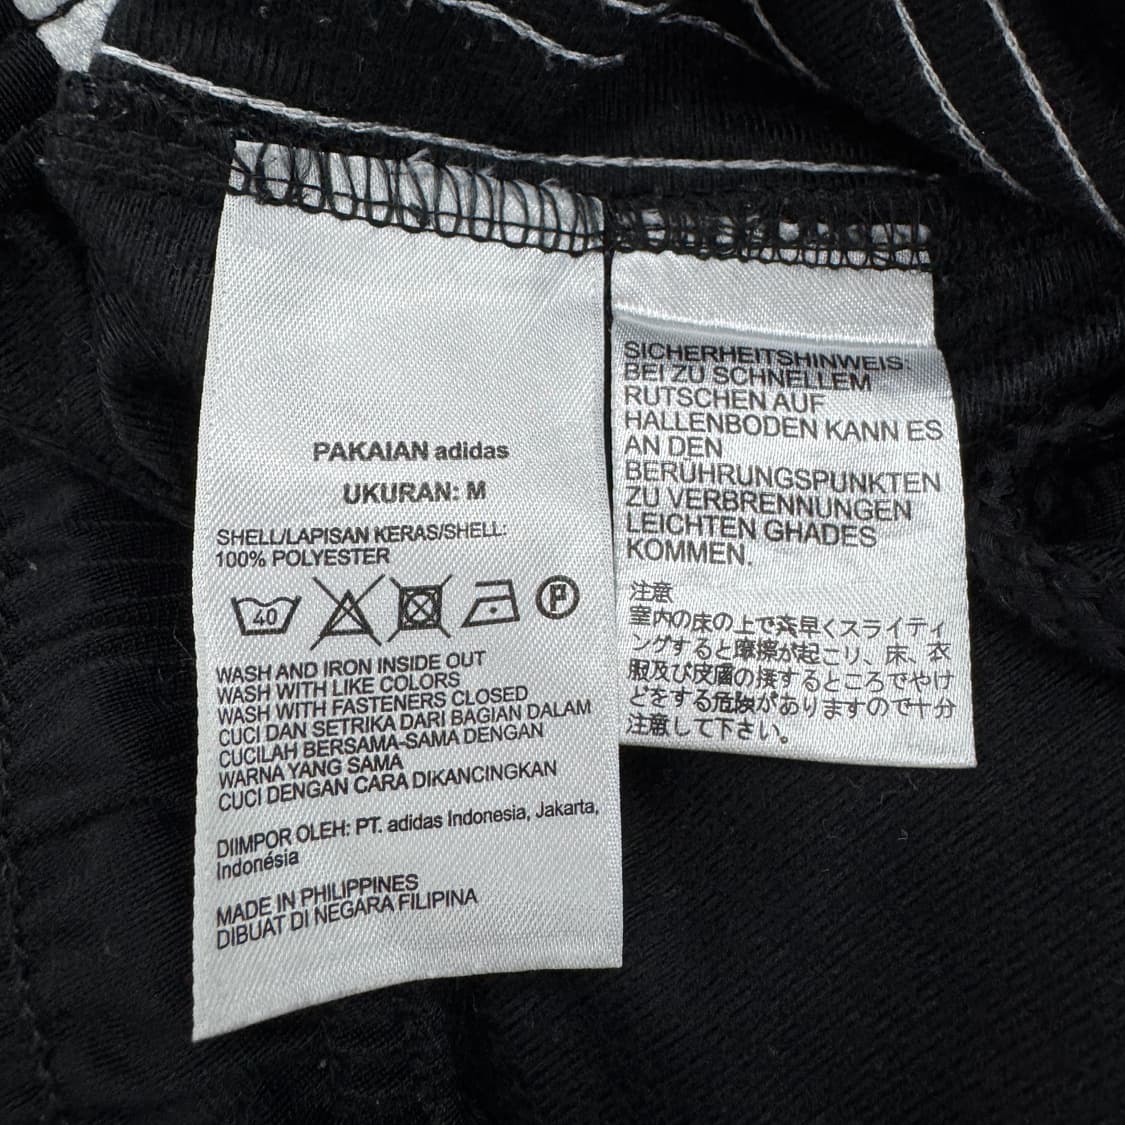 PAKAIAN adidas
UKURAN: M
SHELL/LAPISAN KERAS/SHELL:
100% POLYESTER
40
P
WASH AND IRON INSIDE OUT
WASH WITH LIKE COLORS
WASH WITH FASTENERS CLOSED
CUCI DAN SETRIKA DARI BAGIAN DALAM
CUCILAH BERSAMA-SAMA DENGAN
WARNA YANG SAMA
CUCI DENGAN CARA DIKANCINGKAN
DIIMPOR OLEH: PT. adidas Indonesia, Jakarta,
Indonésia
MADE IN PHILIPPINES
DIBUAT DI NEGARA FILIPINA
SICHERHEITSHINWEIS:
BEI ZU SCHNELLEM
RUTSCHEN AUF
HALLENBODEN KANN ES
AN DEN
BERÜHRUNGSPUNKTEN
ZU VERBRENNUNGEN
LEICHTEN GHADES
KOMMEN.
注意
室内の床の上で素早くスライディ
ングすると摩擦が起こり、床、衣
服及び皮膚の接するところでやけ
どをする危険がありますので十分
注意して下さい。